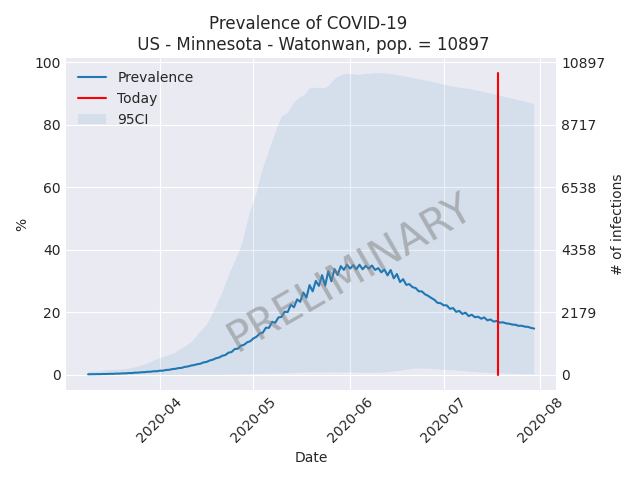 Prevalence of COVID-19
US - Minnesota - Watonwan, pop. = 10897
100
80
60
40
20
0
%
Prevalence
Today
95CI
PRELIMINARY
10897
8717
6538
4358
2179
0
# of infections
2020-04
2020-05
2020-06
2020-07
2020-08
Date